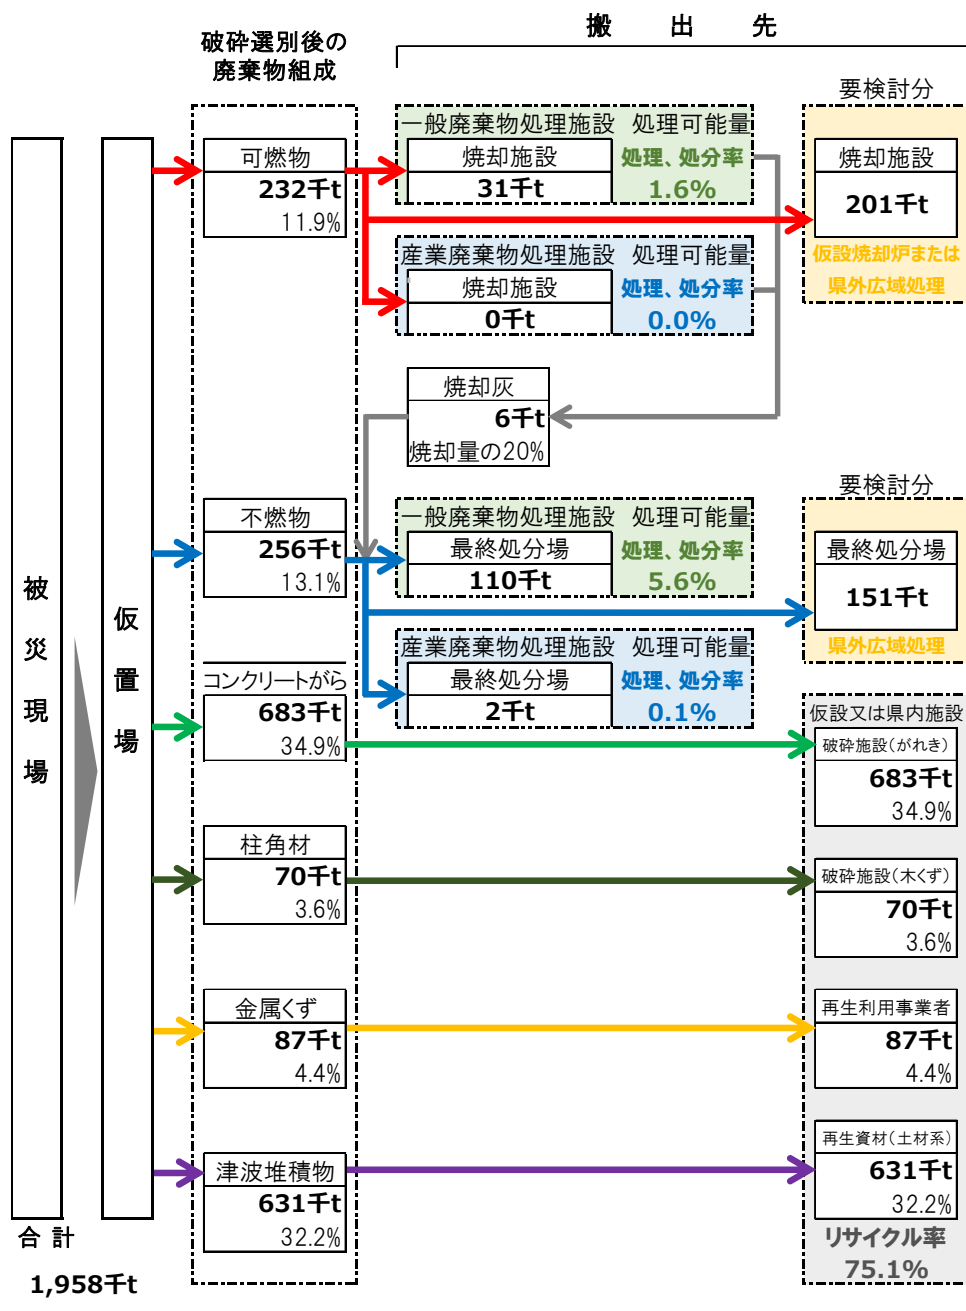 搬出先
破砕選別後の
廃棄物組成
要検討分
一般廃棄物処理施設 処理可能量
可燃物
232千t
11.9%
焼却施設
31千t
処理、処分率
1.6%
焼却施設
201千t
仮設焼却炉または
県外広域処理
産業廃棄物処理施設 処理可能量
焼却施設
0千t
処理、処分率
0.0%
焼却灰
6千t
焼却量の20%
要検討分
不燃物
256千t
13.1%
一般廃棄物処理施設 処理可能量
最終処分場
110千t
処理、処分率
5.6%
最終処分場
151千t
県外広域処理
被災現場
仮置場
産業廃棄物処理施設 処理可能量
最終処分場
2千t
処理、処分率
0.1%
コンクリートがら
683千t
34.9%
仮設又は県内施設
破砕施設(がれき)
683千t
34.9%
柱角材
70千t
3.6%
破砕施設(木くず)
70千t
3.6%
金属くず
87千t
4.4%
再生利用事業者
87千t
4.4%
津波堆積物
631千t
32.2%
再生資材(土材系)
631千t
32.2%
合計
1,958千t
リサイクル率
75.1%